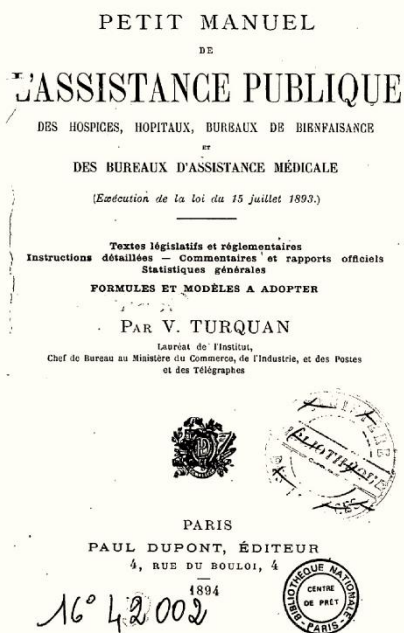 PETIT MANUEL
DE
L'ASSISTANCE PUBLIQUE
DES HOSPICES, HOPITAUX, BUREAUX DE BIENFAISANCE
ET
DES BUREAUX D'ASSISTANCE MÉDICALE
(Exécution de la loi du 15 juillet 1893.)
Textes législatifs et réglementaires
Instructions détaillées — Commentaires et rapports officiels
Statistiques générales
FORMULES ET MODÈLES A ADOPTER
PAR V. TURQUAN
Lauréat de l'Institut,
Chef de Bureau au Ministère du Commerce, de l'Industrie, et des Postes
et des Télégraphes
PARIS
PAUL DUPONT, ÉDITEUR
4, RUE DU BOULOI, 4
1894
16° 42002
BIBLIOTHEQUE NATIONALE
CENTRE
DE PRÊT
PARIS